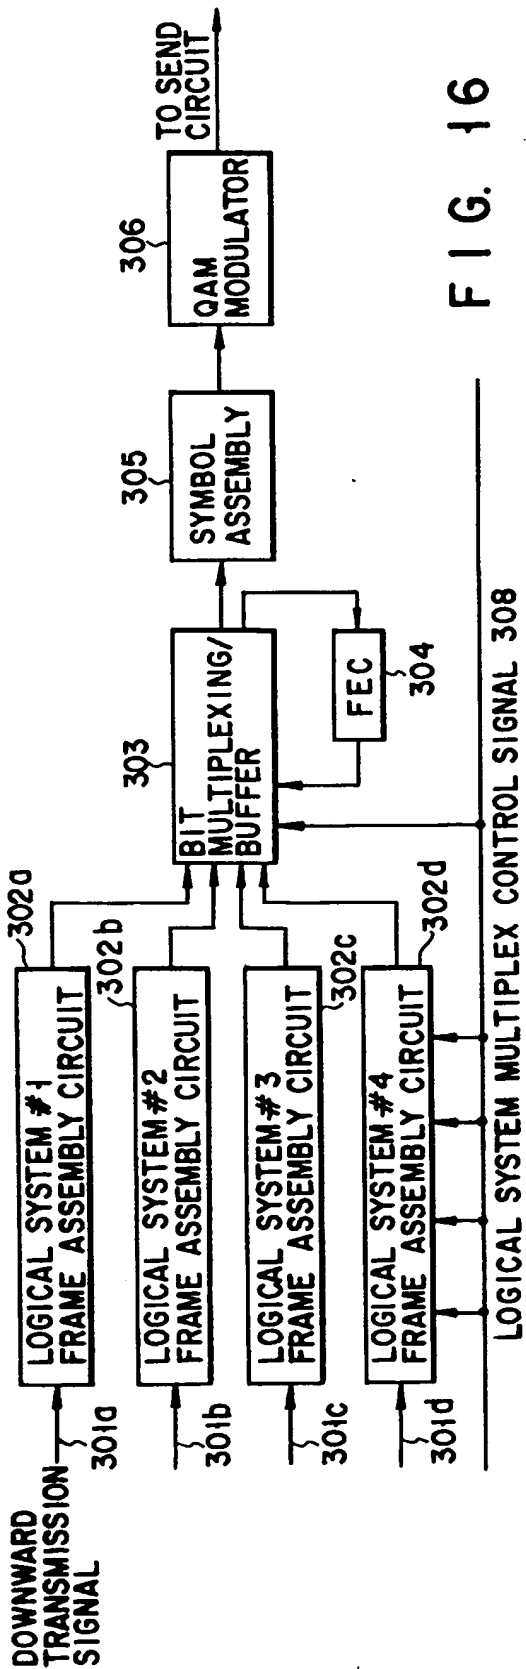 DOWNWARD
TRANSMISSION
SIGNAL
301a
LOGICAL SYSTEM #1
FRAME ASSEMBLY CIRCUIT
302a
301b
LOGICAL SYSTEM #2
FRAME ASSEMBLY CIRCUIT
302b
301c
LOGICAL SYSTEM #3
FRAME ASSEMBLY CIRCUIT
302c
301d
LOGICAL SYSTEM #4
FRAME ASSEMBLY CIRCUIT
302d
303
BIT
MULTIPLEXING/
BUFFER
FEC
304
305
SYMBOL
ASSEMBLY
306
QAM
MODULATOR
TO SEND
CIRCUIT
LOGICAL SYSTEM MULTIPLEX CONTROL SIGNAL 308
FIG. 16